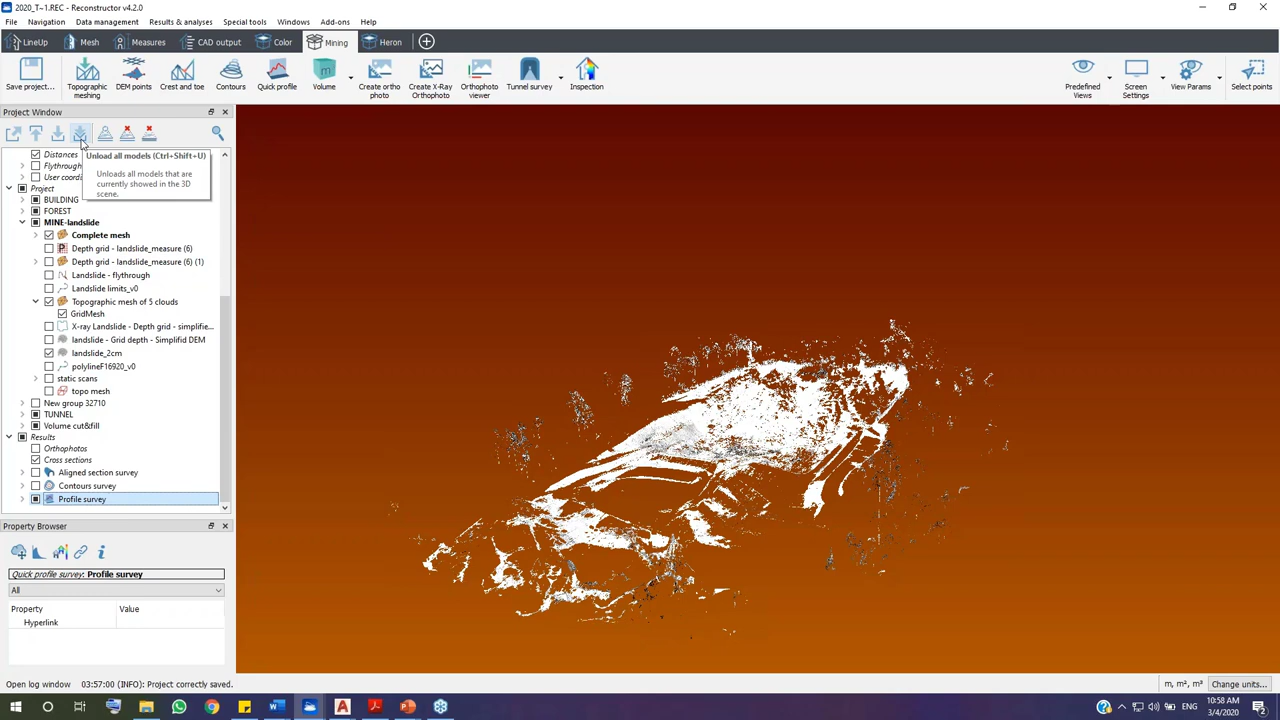 2020_T~1.REC - Reconstructor v4.2.0
File Navigation Data management Results & analyses Special tools Windows Add-ons Help
LineUp Mesh Measures CAD output Color Mining Heron
Save project... Topographic meshing DEM points Crest and toe Contours Quick profile Volume Create ortho photo Create X-Ray Orthophoto Orthophoto viewer Tunnel survey Inspection Predefined Views Screen Settings View Params Select points
Project Window
Distances
Unload all models (Ctrl+Shift+U)
Flythrough
User coordi
Unloads all models that are
currently showed in the 3D
scene.
Project
BUILDING
FOREST
MINE-landslide
Complete mesh
Depth grid - landslide_measure (6)
Depth grid - landslide_measure (6) (1)
Landslide - flythrough
Landslide limits_v0
Topographic mesh of 5 clouds
GridMesh
X-ray Landslide - Depth grid - simplifie...
landslide - Grid depth - Simplifid DEM
landslide_2cm
polylineF16920_v0
static scans
topo mesh
New group 32710
TUNNEL
Volume cut&fill
Results
Orthophotos
Cross sections
Aligned section survey
Contours survey
Profile survey
Property Browser
Quick profile survey: Profile survey
All
Property Value
Hyperlink
Open log window 03:57:00 (INFO): Project correctly saved. m, m², m³ Change units...
ENG 10:58 AM
3/4/2020